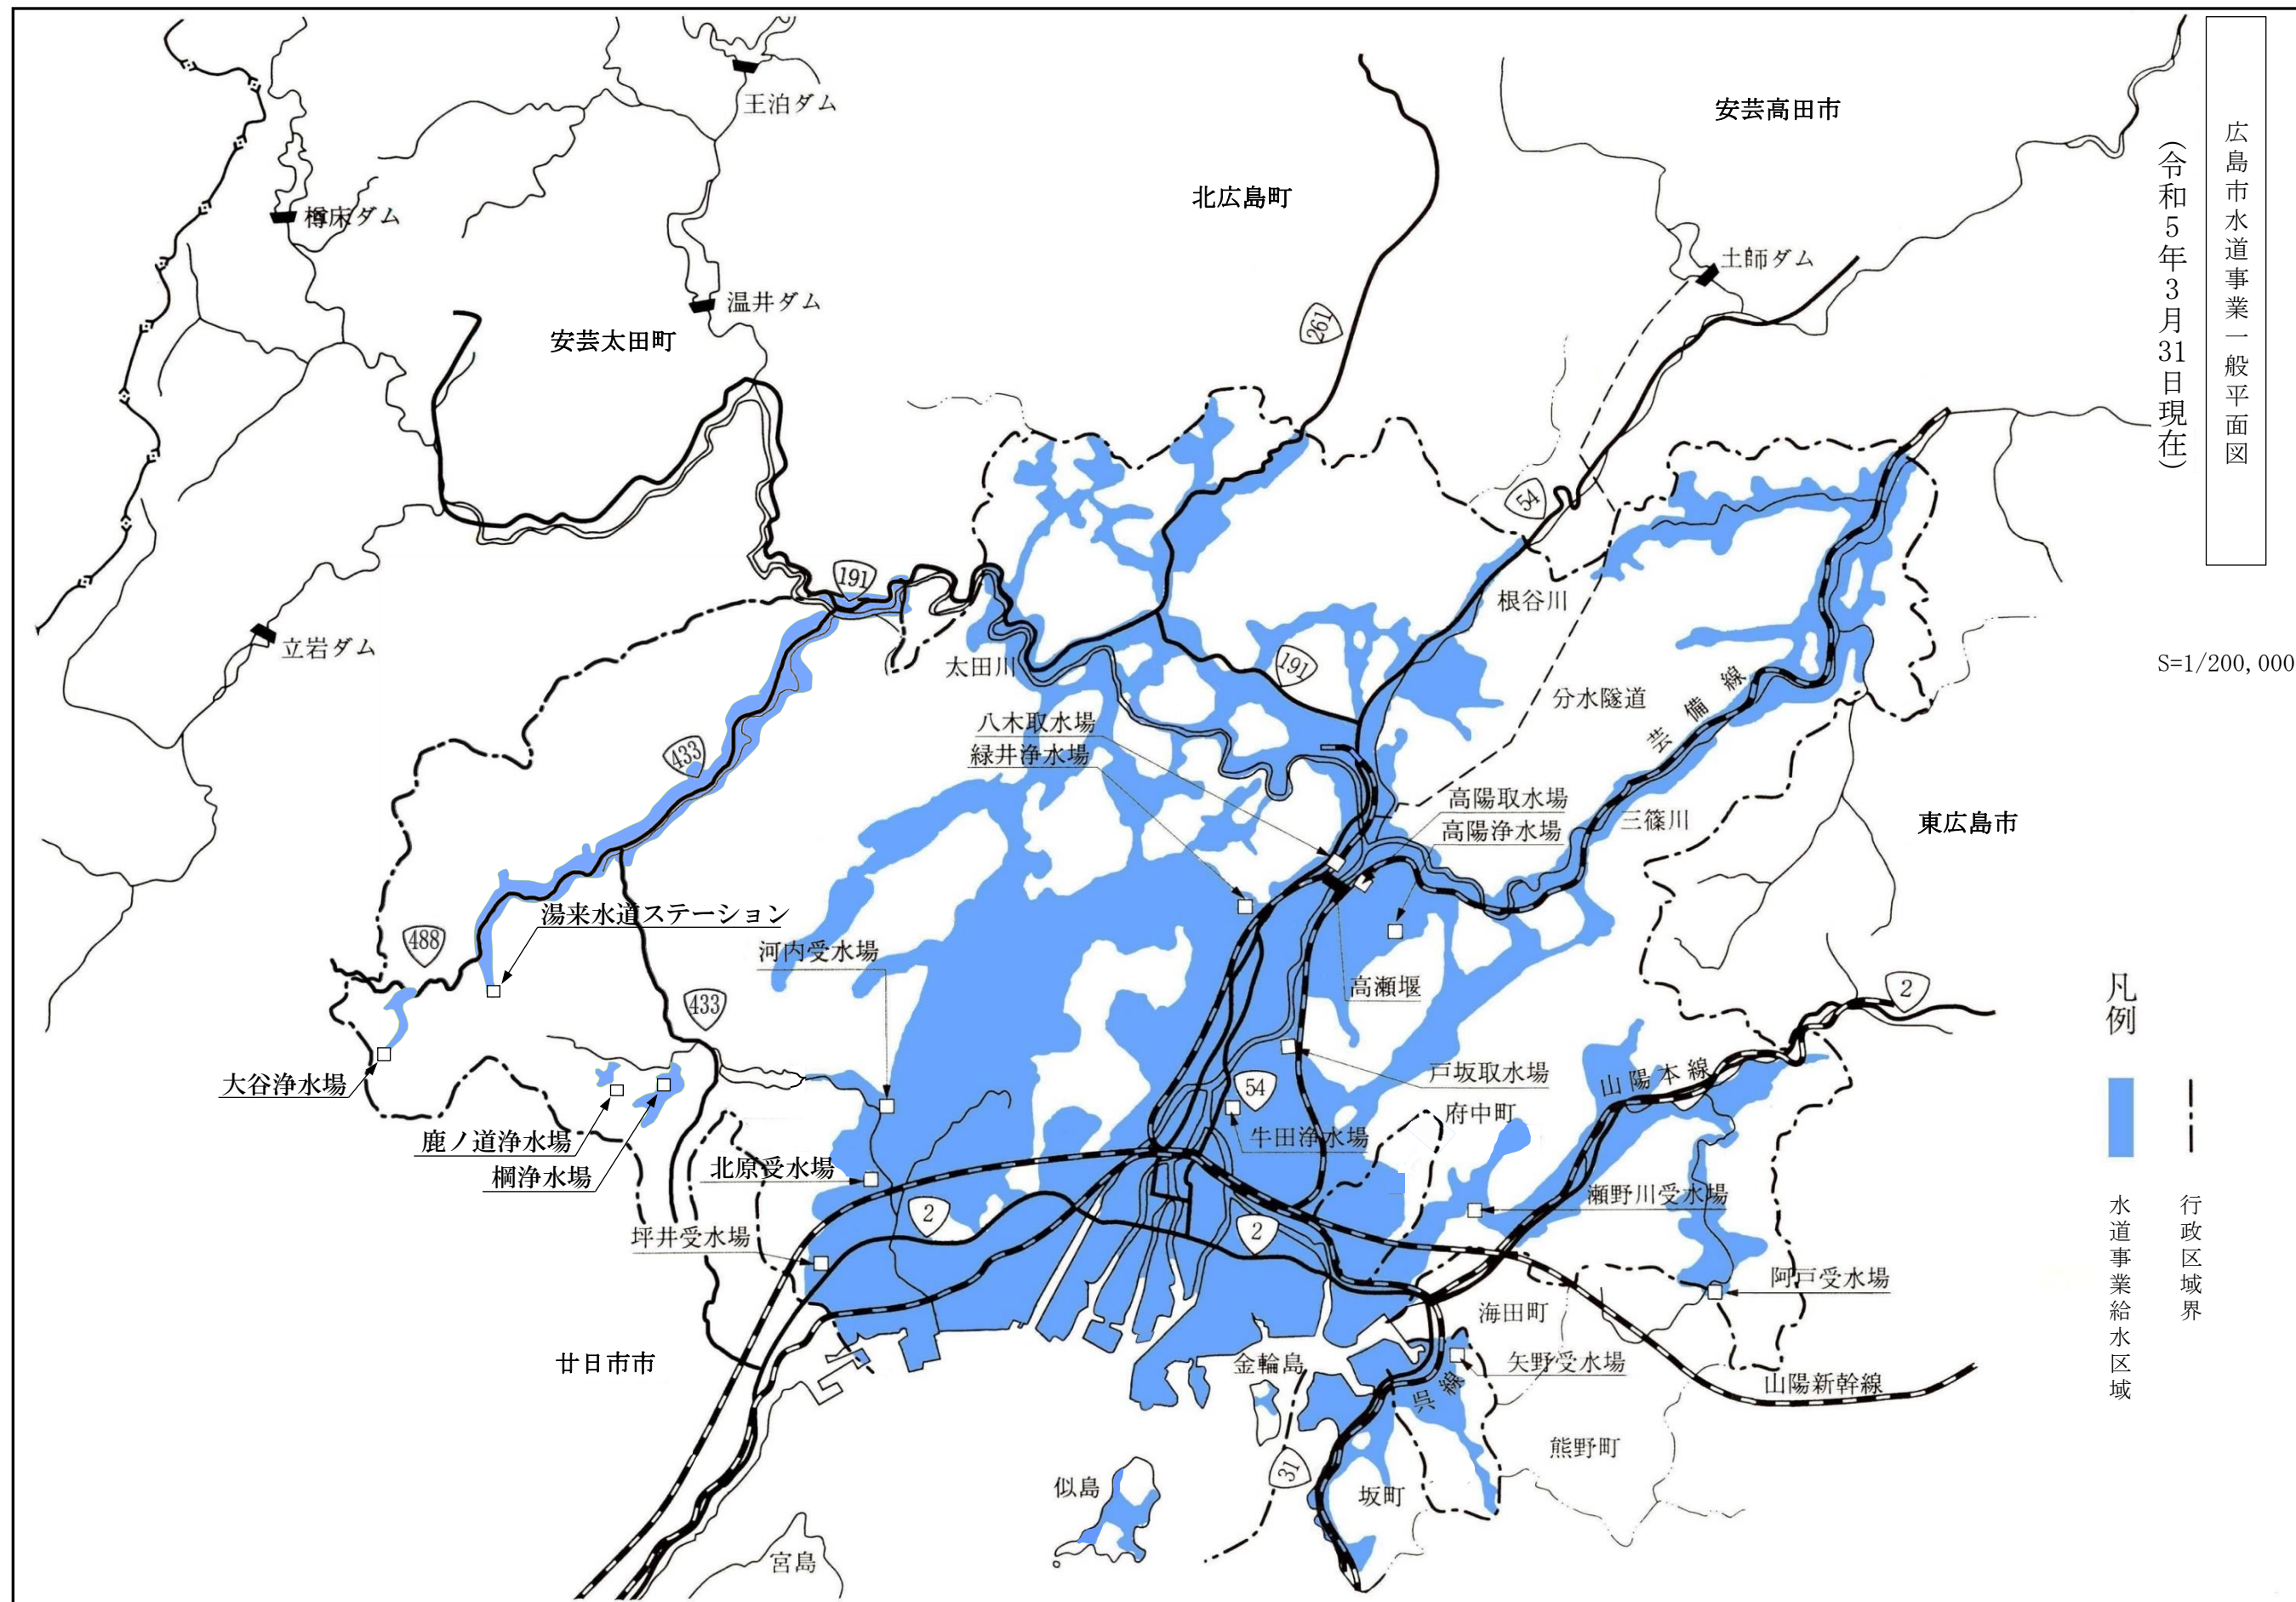 広島市水道事業一般平面図
(令和5年3月31日現在)
S=1/200,000
王泊ダム
安芸高田市
樽床ダム
北広島町
土師ダム
温井ダム
安芸太田町
261
54
191
根谷川
立岩ダム
太田川
191
分水隧道
芸備線
八木取水場
緑井浄水場
433
高陽取水場
高陽浄水場
三篠川
東広島市
湯来水道ステーション
488
河内受水場
高瀬堰
433
2
凡例
大谷浄水場
戸坂取水場
山陽本線
54
府中町
鹿ノ道浄水場
牛田浄水場
北原受水場
棡浄水場
瀬野川受水場
行政区域界
水道事業給水区域
2
2
坪井受水場
阿戸受水場
海田町
廿日市市
金輪島
矢野受水場
呉線
山陽新幹線
熊野町
31
似島
坂町
宮島